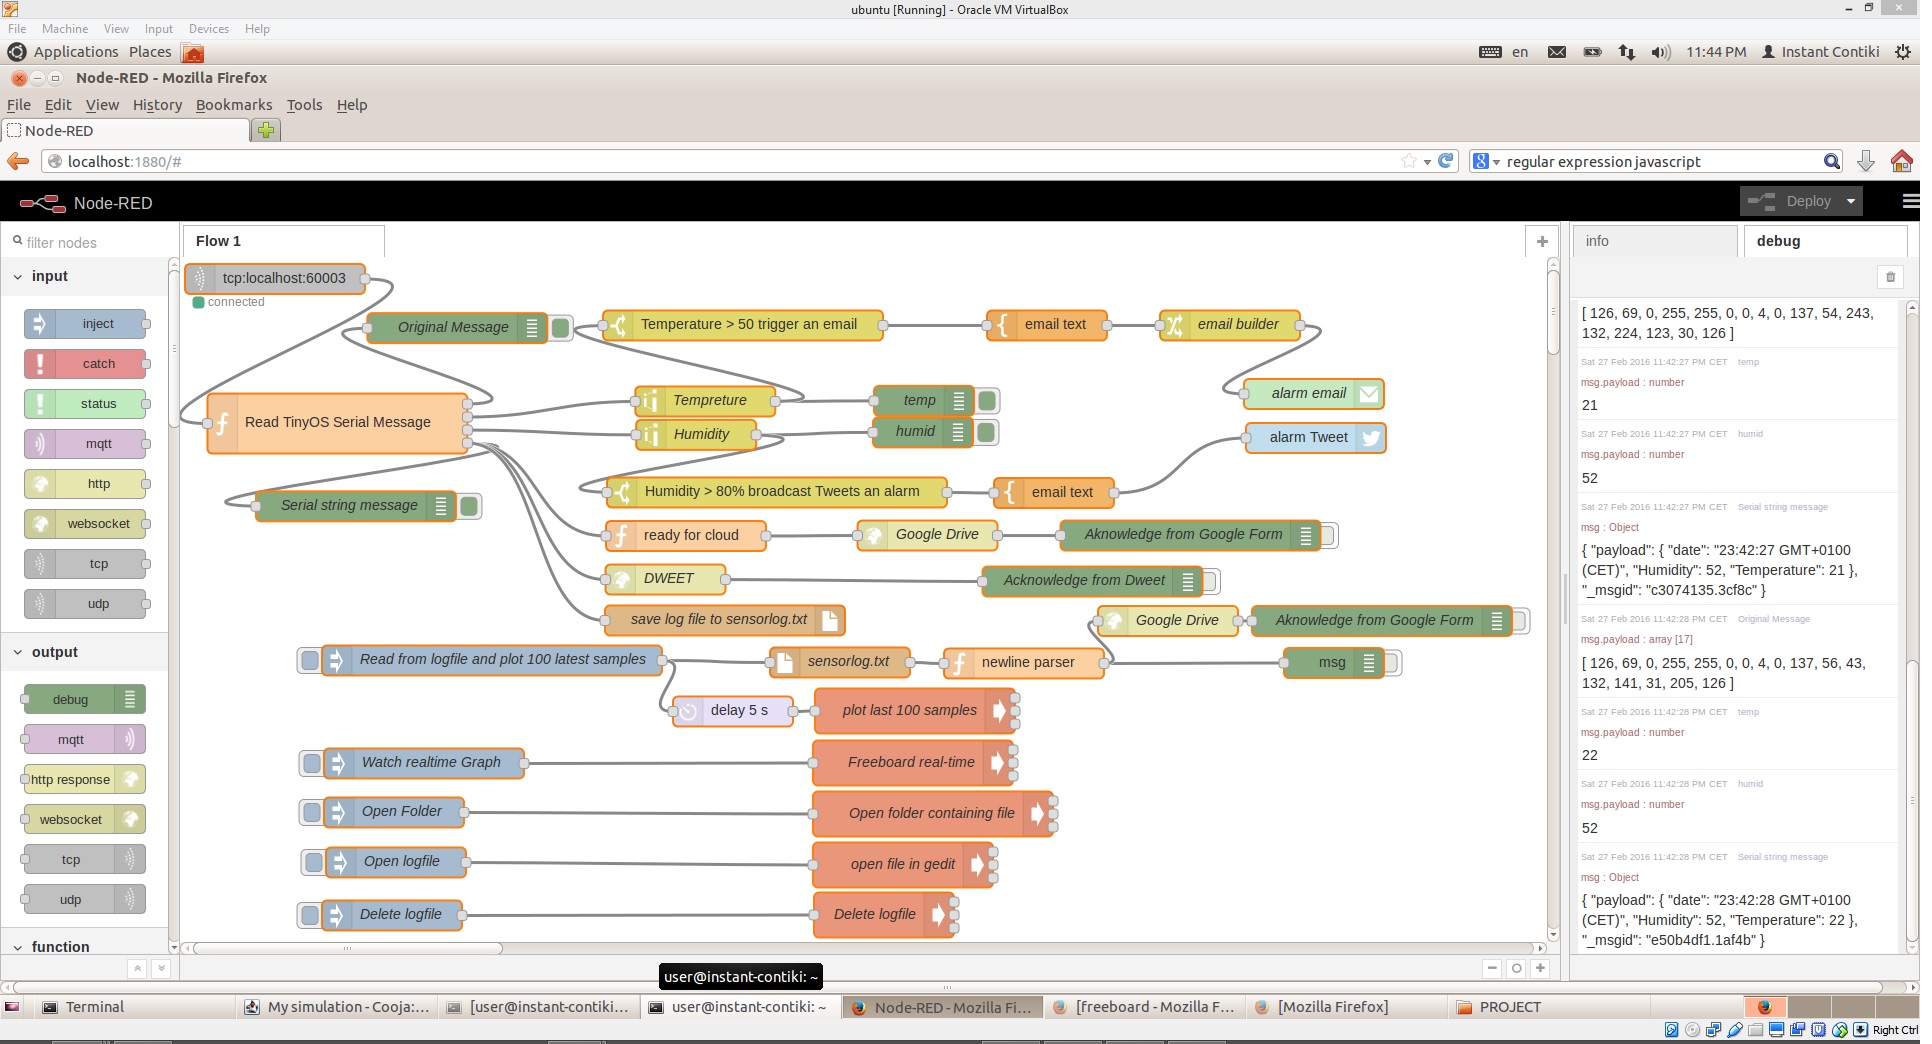 ubuntu [Running] - Oracle VM VirtualBox
File Machine View Input Devices Help
Applications Places en 11:44 PM Instant Contiki
Node-RED - Mozilla Firefox
File Edit View History Bookmarks Tools Help
Node-RED
localhost:1880/#
regular expression javascript
Node-RED
Deploy
filter nodes
input
inject
catch
status
mqtt
http
websocket
tcp
udp
output
debug
mqtt
http response
websocket
tcp
udp
function
Flow 1
tcp:localhost:60003
connected
Original Message
Temperature > 50 trigger an email
email text
email builder
alarm email
Read TinyOS Serial Message
Tempreture
temp
Humidity
humid
alarm Tweet
Serial string message
Humidity > 80% broadcast Tweets an alarm
email text
ready for cloud
Google Drive
Aknowledge from Google Form
DWEET
Acknowledge from Dweet
save log file to sensorlog.txt
Google Drive
Aknowledge from Google Form
Read from logfile and plot 100 latest samples
sensorlog.txt
newline parser
msg
delay 5 s
plot last 100 samples
Watch realtime Graph
Freeboard real-time
Open Folder
Open folder containing file
Open logfile
open file in gedit
Delete logfile
Delete logfile
info
debug
[ 126, 69, 0, 255, 255, 0, 0, 4, 0, 137, 54, 243,
132, 224, 123, 30, 126 ]
Sat 27 Feb 2016 11:42:27 PM CET temp
msg.payload : number
21
Sat 27 Feb 2016 11:42:27 PM CET humid
msg.payload : number
52
Sat 27 Feb 2016 11:42:27 PM CET Serial string message
msg : Object
{ "payload": { "date": "23:42:27 GMT+0100
(CET)", "Humidity": 52, "Temperature": 21 },
"_msgid": "c3074135.3cf8c" }
Sat 27 Feb 2016 11:42:28 PM CET Original Message
msg.payload : array [17]
[ 126, 69, 0, 255, 255, 0, 0, 4, 0, 137, 56, 43,
132, 141, 31, 205, 126 ]
Sat 27 Feb 2016 11:42:28 PM CET temp
msg.payload : number
22
Sat 27 Feb 2016 11:42:28 PM CET humid
msg.payload : number
52
Sat 27 Feb 2016 11:42:28 PM CET Serial string message
msg : Object
{ "payload": { "date": "23:42:28 GMT+0100
(CET)", "Humidity": 52, "Temperature": 22 },
"_msgid": "e50b4df1.1af4b" }
user@instant-contiki: ~
Terminal
My simulation - Cooja:...
[user@instant-contiki...
user@instant-contiki: ~
Node-RED - Mozilla Fi...
[freeboard - Mozilla F...
[Mozilla Firefox]
PROJECT
Right Ctrl